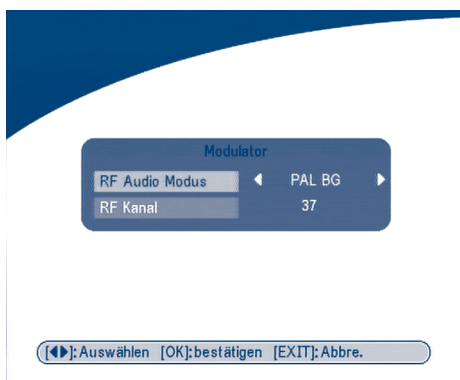 Modulator
RF Audio Modus ◀ PAL BG ▶
RF Kanal 37
[◀▶]:Auswählen [OK]:bestätigen [EXIT]:Abbre.